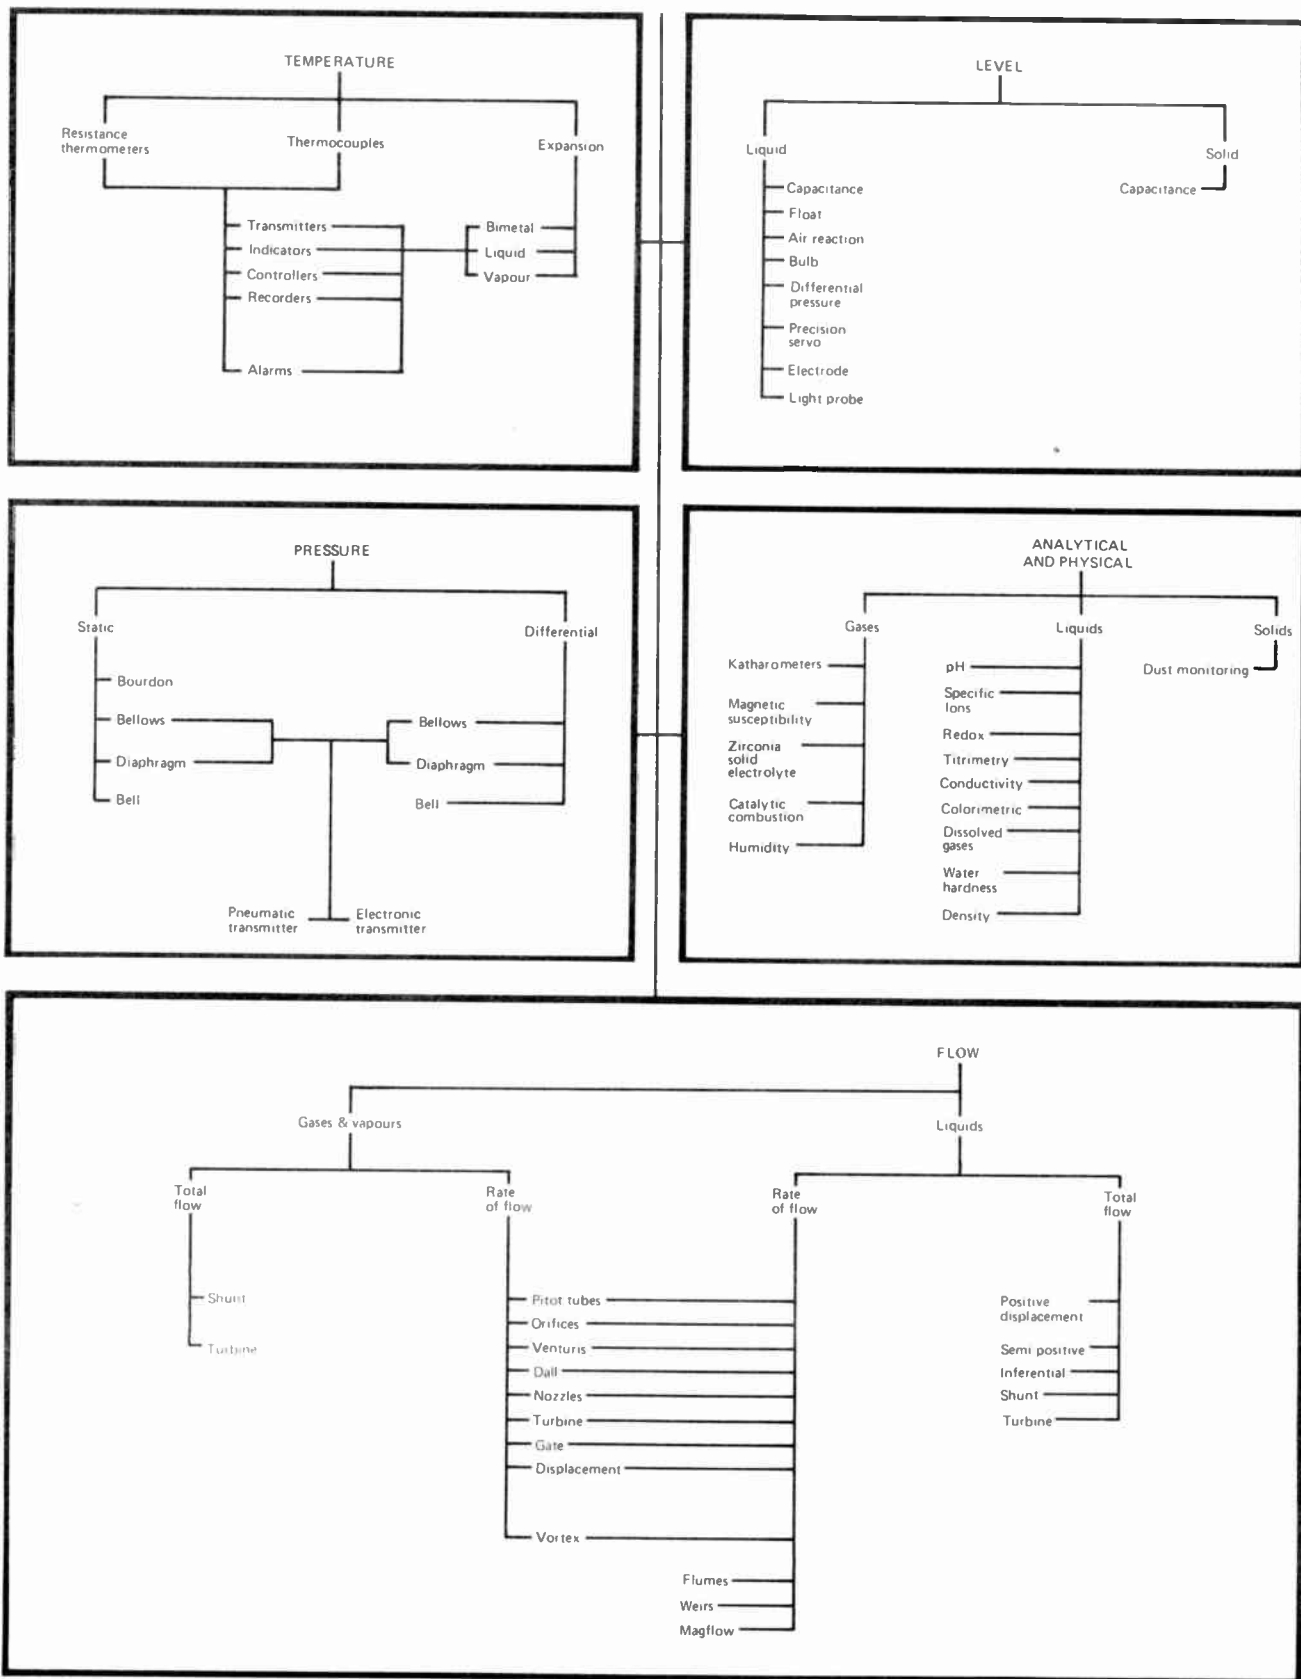 TEMPERATURE
Resistance
thermometers
Thermocouples
Expansion
Transmitters
Indicators
Controllers
Recorders
Alarms
Bimetal
Liquid
Vapour
LEVEL
Liquid
Solid
Capacitance
Float
Air reaction
Bulb
Differential
pressure
Precision
servo
Electrode
Light probe
Capacitance
PRESSURE
Static
Differential
Bourdon
Bellows
Diaphragm
Bell
Bellows
Diaphragm
Bell
Pneumatic
transmitter
Electronic
transmitter
ANALYTICAL
AND PHYSICAL
Gases
Liquids
Solids
Katharometers
Magnetic
susceptibility
Zirconia
solid
electrolyte
Catalytic
combustion
Humidity
pH
Specific
Ions
Redox
Titrimetry
Conductivity
Colorimetric
Dissolved
gases
Water
hardness
Density
Dust monitoring
FLOW
Gases & vapours
Liquids
Total
flow
Rate
of flow
Rate
of flow
Total
flow
Shunt
Turbine
Pitot tubes
Orifices
Venturis
Dall
Nozzles
Turbine
Gate
Displacement
Vortex
Flumes
Weirs
Magflow
Positive
displacement
Semi positive
Inferential
Shunt
Turbine